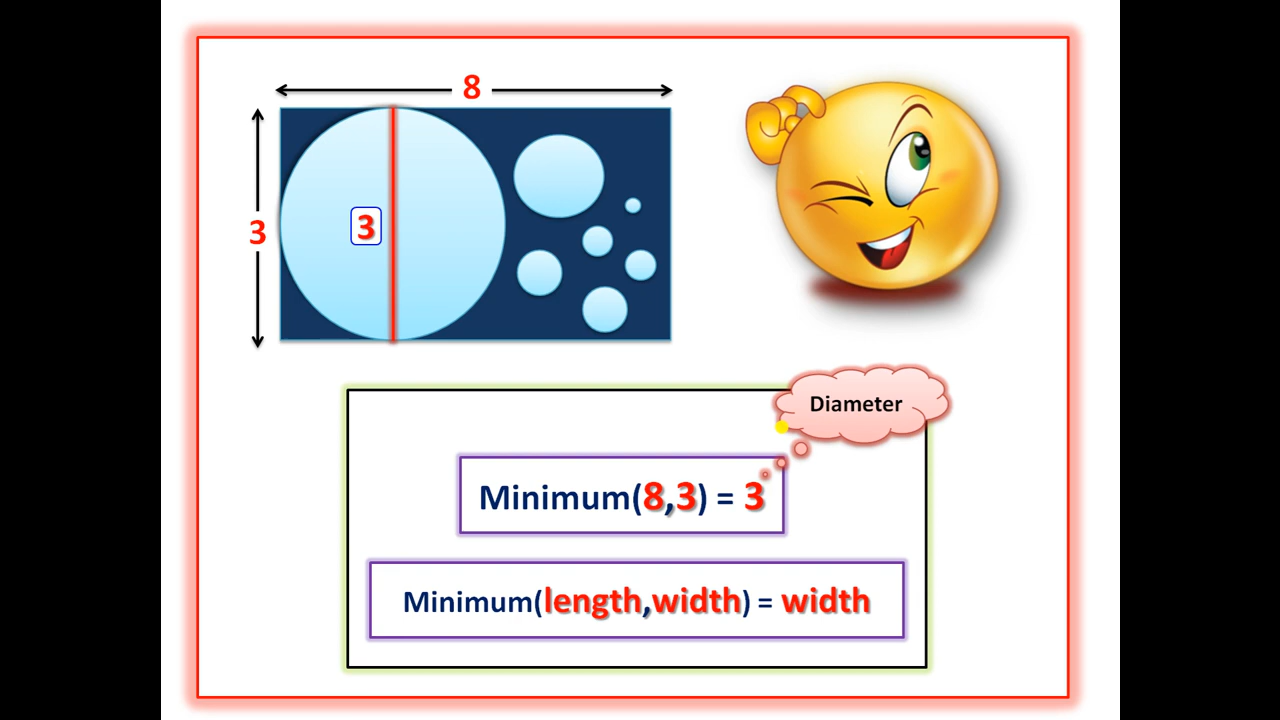 8
3
3
Diameter
Minimum(8,3) = 3
Minimum(length,width) = width